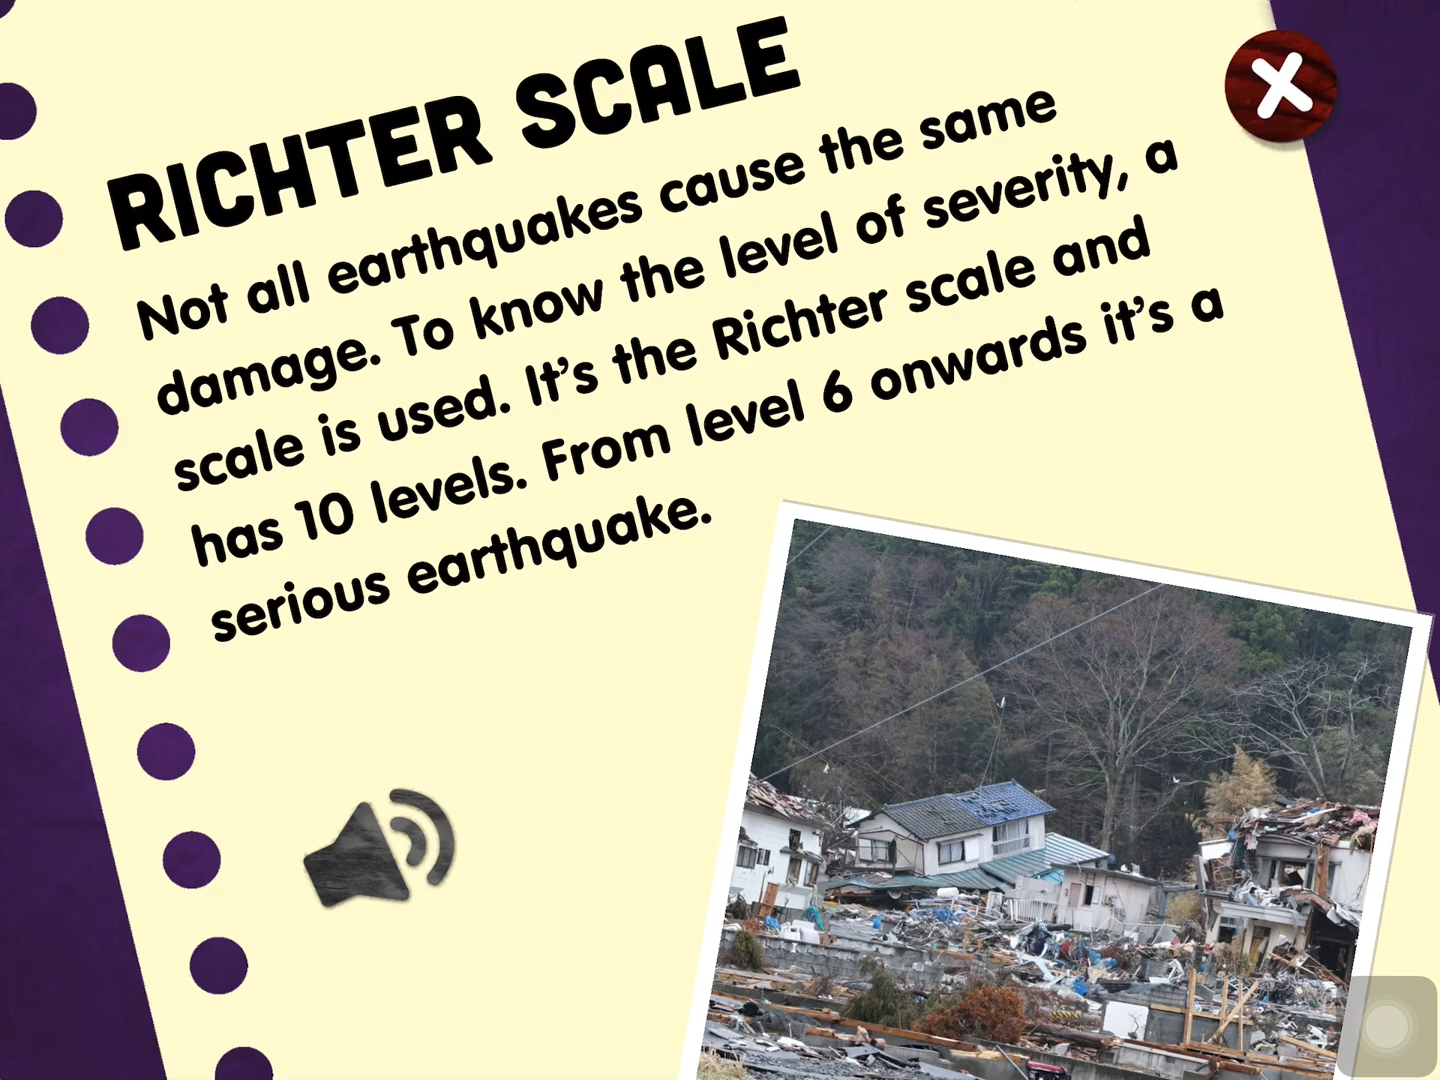 RICHTER SCALE
Not all earthquakes cause the same
damage. To know the level of severity, a
scale is used. It's the Richter scale and
has 10 levels. From level 6 onwards it's a
serious earthquake.